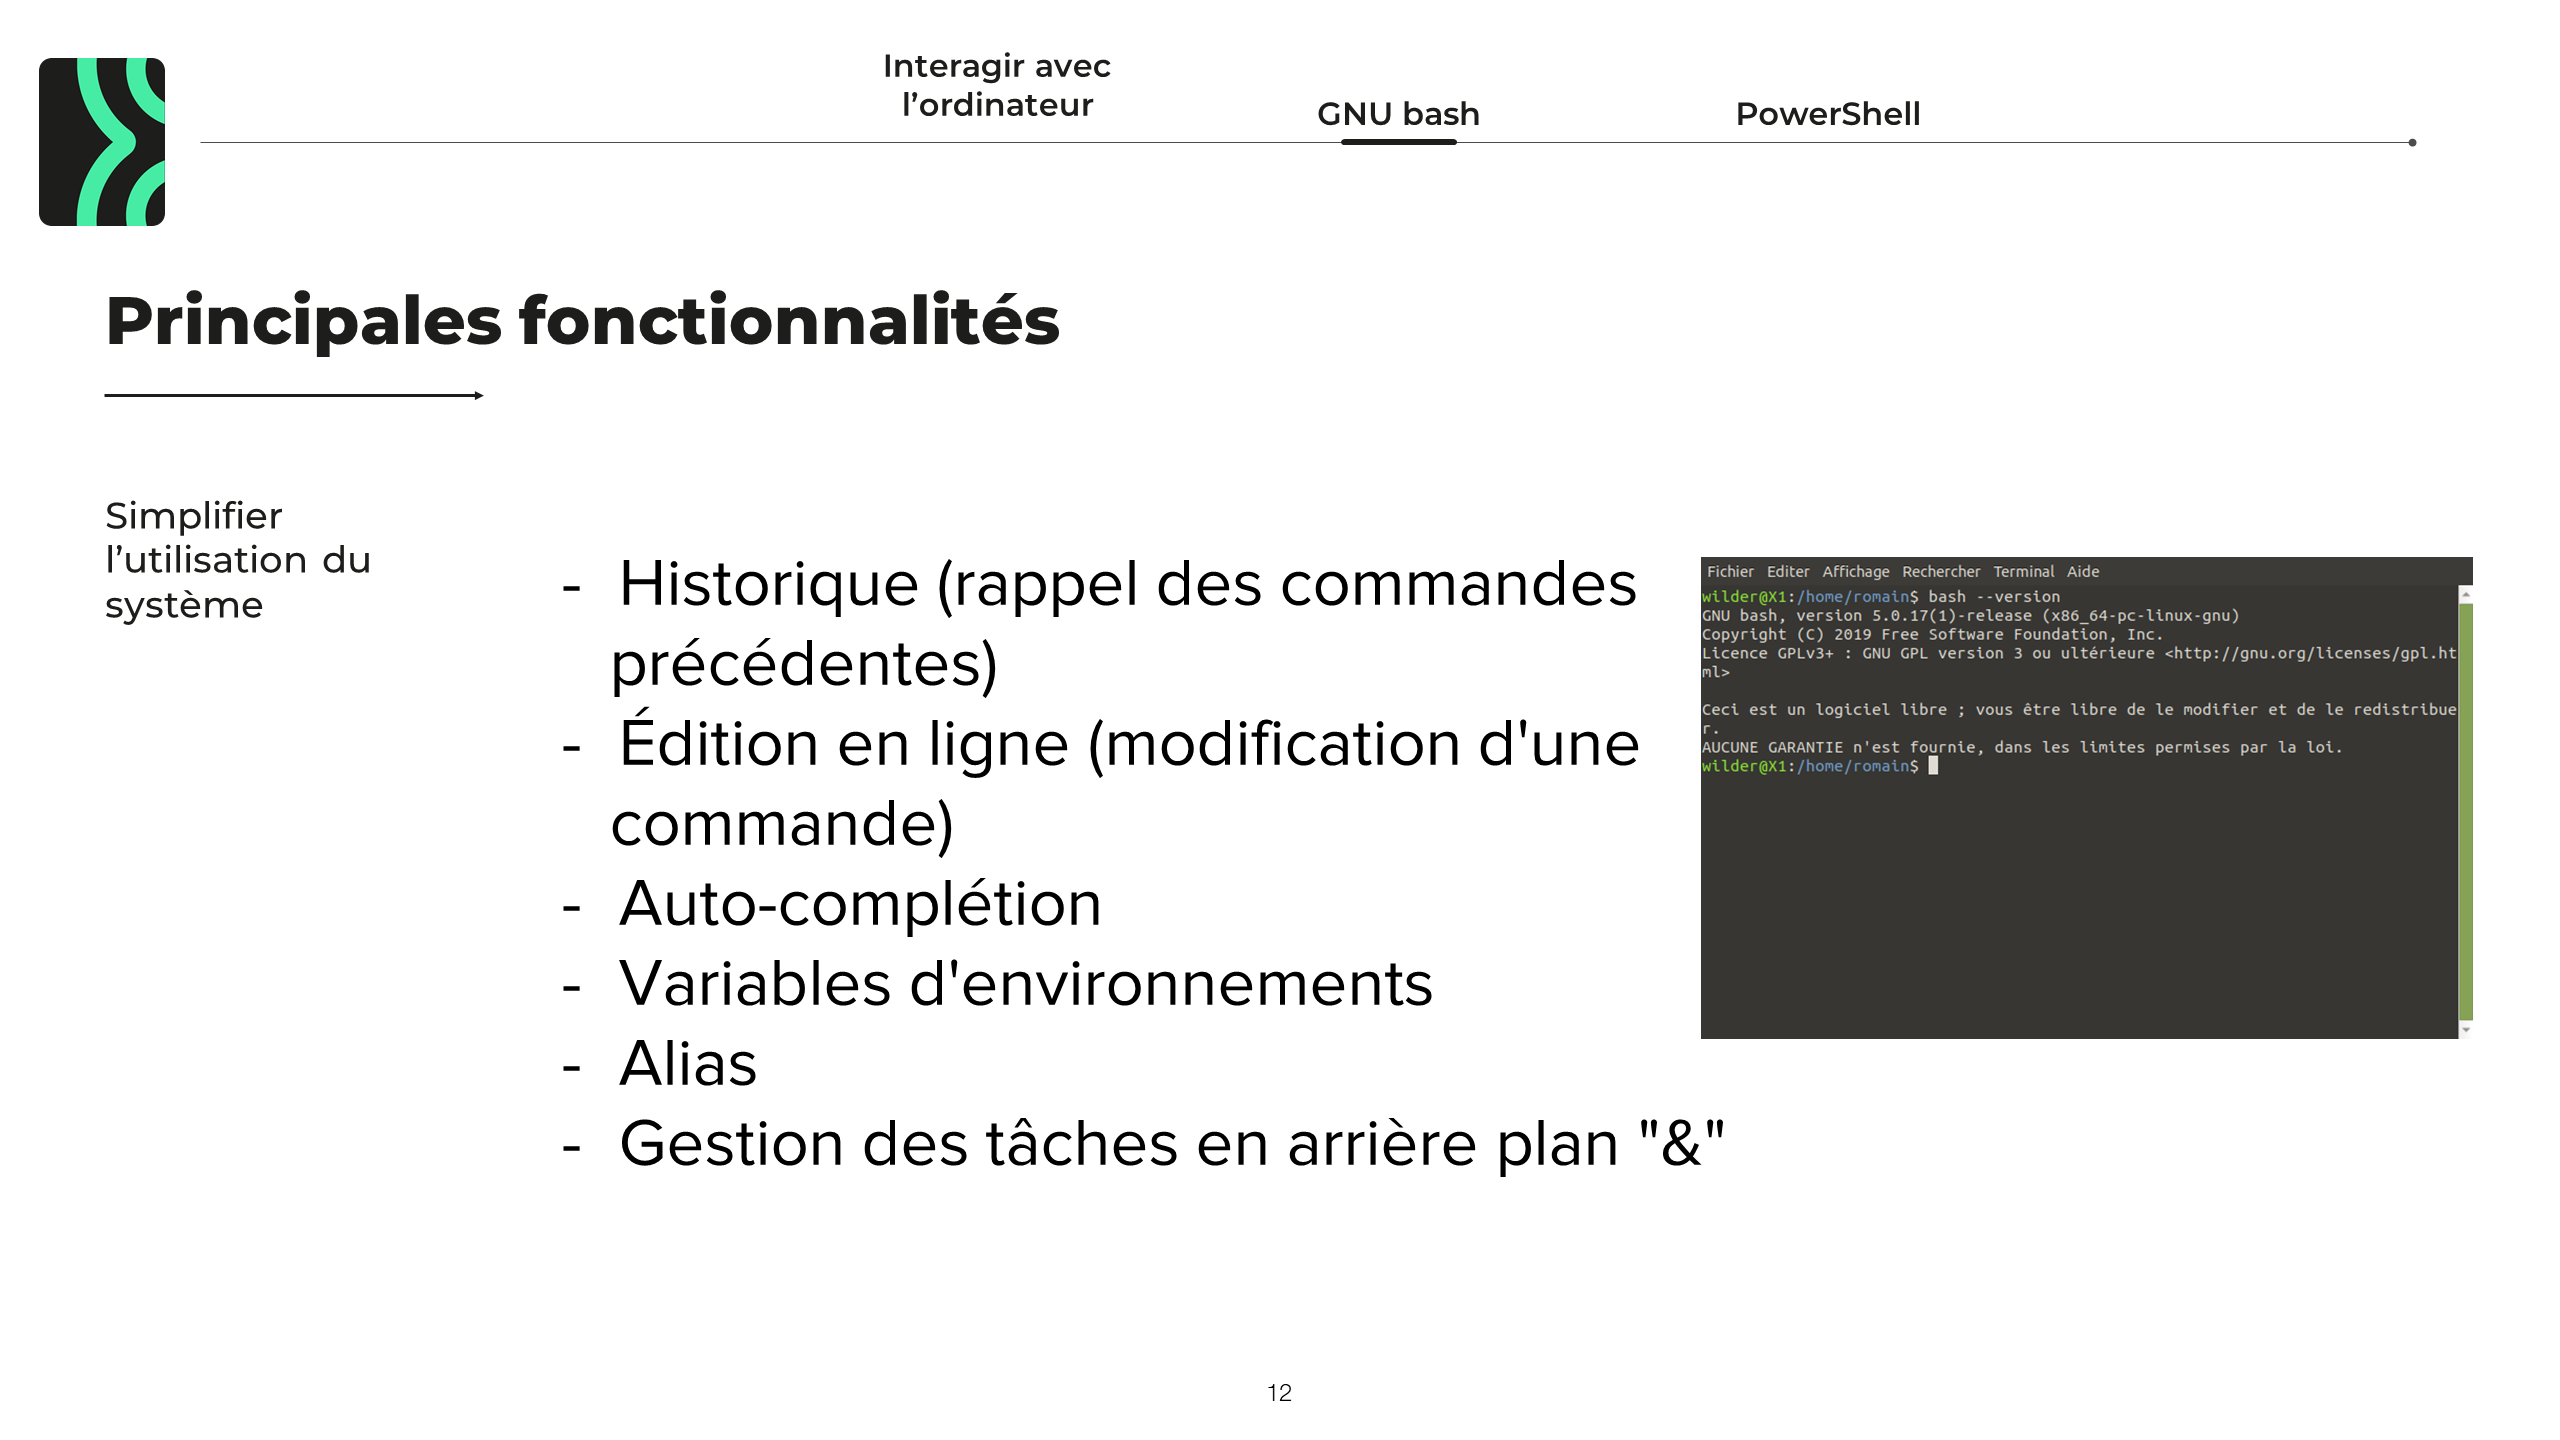 Interagir avec
l’ordinateur
GNU bash
PowerShell
Principales fonctionnalités
Simplifier
l’utilisation du
système
- Historique (rappel des commandes
précédentes)
- Édition en ligne (modification d'une
commande)
- Auto-complétion
- Variables d'environnements
- Alias
- Gestion des tâches en arrière plan "&"
Fichier Editer Affichage Rechercher Terminal Aide
wilder@X1:/home/romain$ bash --version
GNU bash, version 5.0.17(1)-release (x86_64-pc-linux-gnu)
Copyright (C) 2019 Free Software Foundation, Inc.
Licence GPLv3+ : GNU GPL version 3 ou ultérieure <http://gnu.org/licenses/gpl.ht
ml>
Ceci est un logiciel libre ; vous être libre de le modifier et de le redistribue
r.
AUCUNE GARANTIE n'est fournie, dans les limites permises par la loi.
wilder@X1:/home/romain$
12